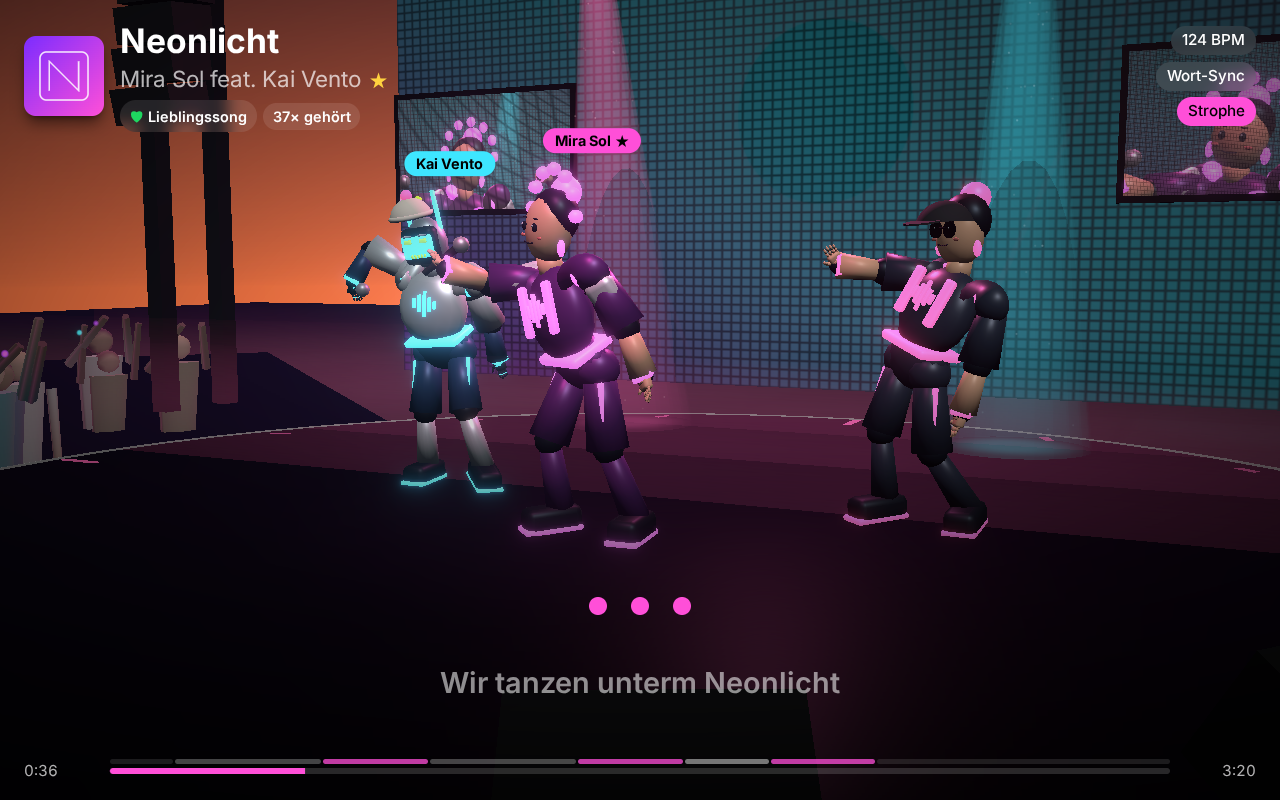 Neonlicht
Mira Sol feat. Kai Vento ★
Lieblingssong
37× gehört
124 BPM
Wort-Sync
Strophe
Mira Sol ★
Kai Vento
Wir tanzen unterm Neonlicht
0:36
3:20